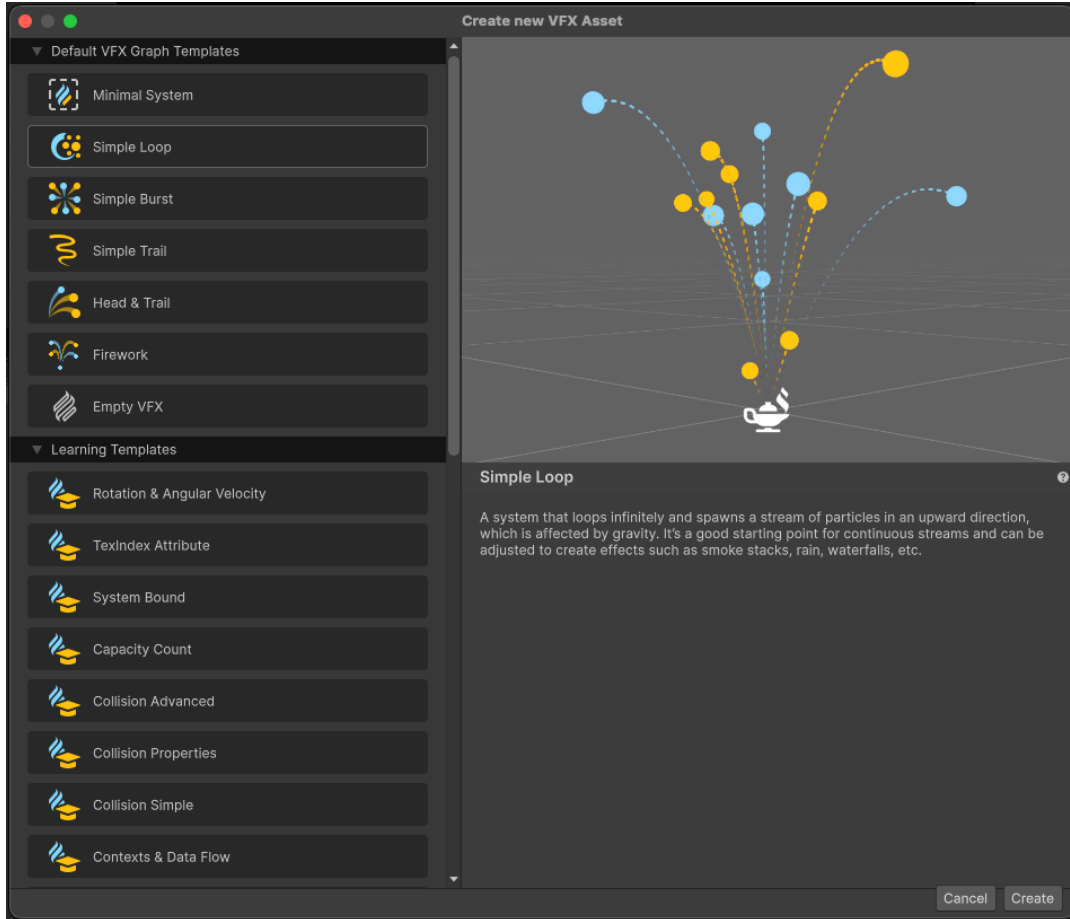 Create new VFX Asset
Default VFX Graph Templates
Minimal System
Simple Loop
Simple Burst
Simple Trail
Head & Trail
Firework
Empty VFX
Learning Templates
Rotation & Angular Velocity
TexIndex Attribute
System Bound
Capacity Count
Collision Advanced
Collision Properties
Collision Simple
Contexts & Data Flow
Simple Loop
?
A system that loops infinitely and spawns a stream of particles in an upward direction,
which is affected by gravity. It's a good starting point for continuous streams and can be
adjusted to create effects such as smoke stacks, rain, waterfalls, etc.
Cancel
Create